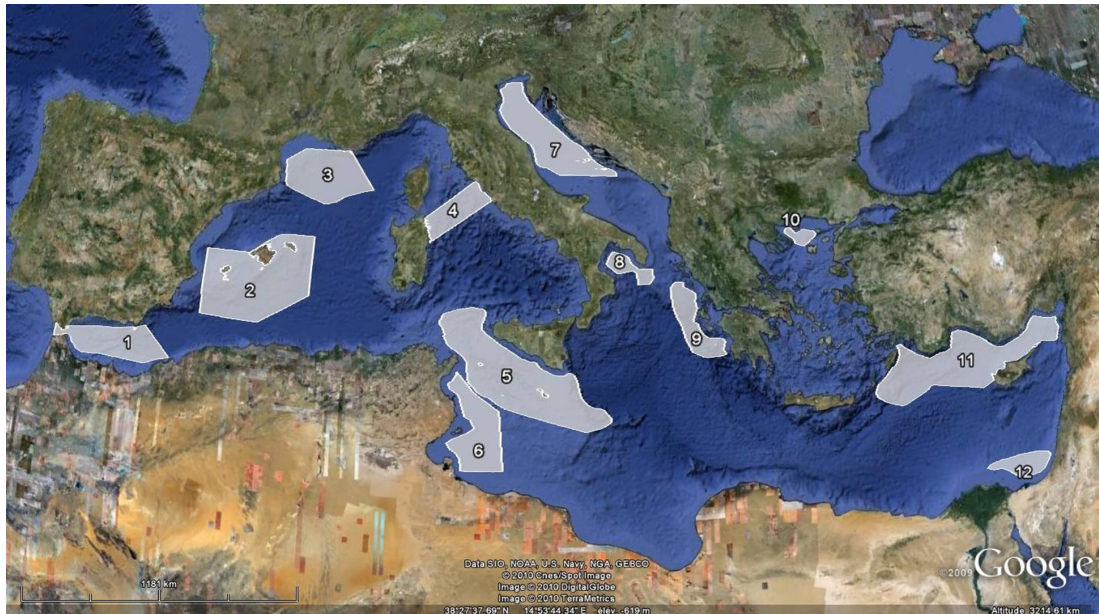 7
3
4
10
8
2
9
1
11
5
6
12
Data SIO, NOAA, U.S. Navy, NGA, GEBCO
© 2010 Cnes/Spot Image
Image © 2010 DigitalGlobe
Image © 2010 TerraMetrics
©2009 Google
1181 km
38°27'37.69" N 14°53'44.34" E élév. -619 m
Altitude 3214.61 km